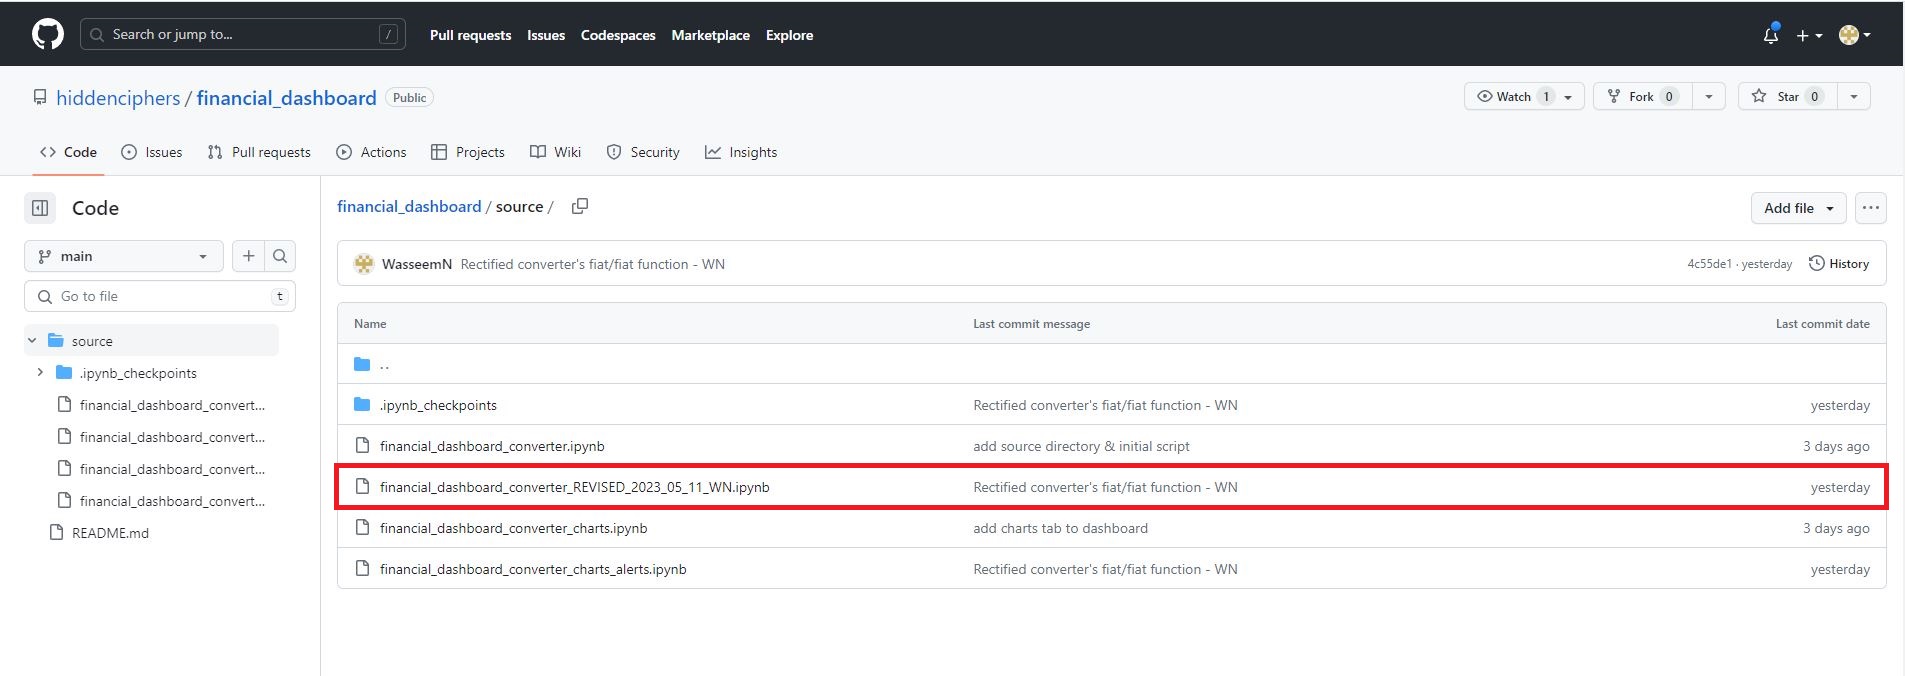 Search or jump to... /
Pull requests Issues Codespaces Marketplace Explore
hiddenciphers / financial_dashboard Public
Watch 1 Fork 0 Star 0
Code Issues Pull requests Actions Projects Wiki Security Insights
Code
main
Go to file t
source
.ipynb_checkpoints
financial_dashboard_convert...
financial_dashboard_convert...
financial_dashboard_convert...
financial_dashboard_convert...
README.md
financial_dashboard / source /
Add file ...
WasseemN Rectified converter's fiat/fiat function - WN 4c55de1 · yesterday History
Name Last commit message Last commit date
..
.ipynb_checkpoints Rectified converter's fiat/fiat function - WN yesterday
financial_dashboard_converter.ipynb add source directory & initial script 3 days ago
financial_dashboard_converter_REVISED_2023_05_11_WN.ipynb Rectified converter's fiat/fiat function - WN yesterday
financial_dashboard_converter_charts.ipynb add charts tab to dashboard 3 days ago
financial_dashboard_converter_charts_alerts.ipynb Rectified converter's fiat/fiat function - WN yesterday